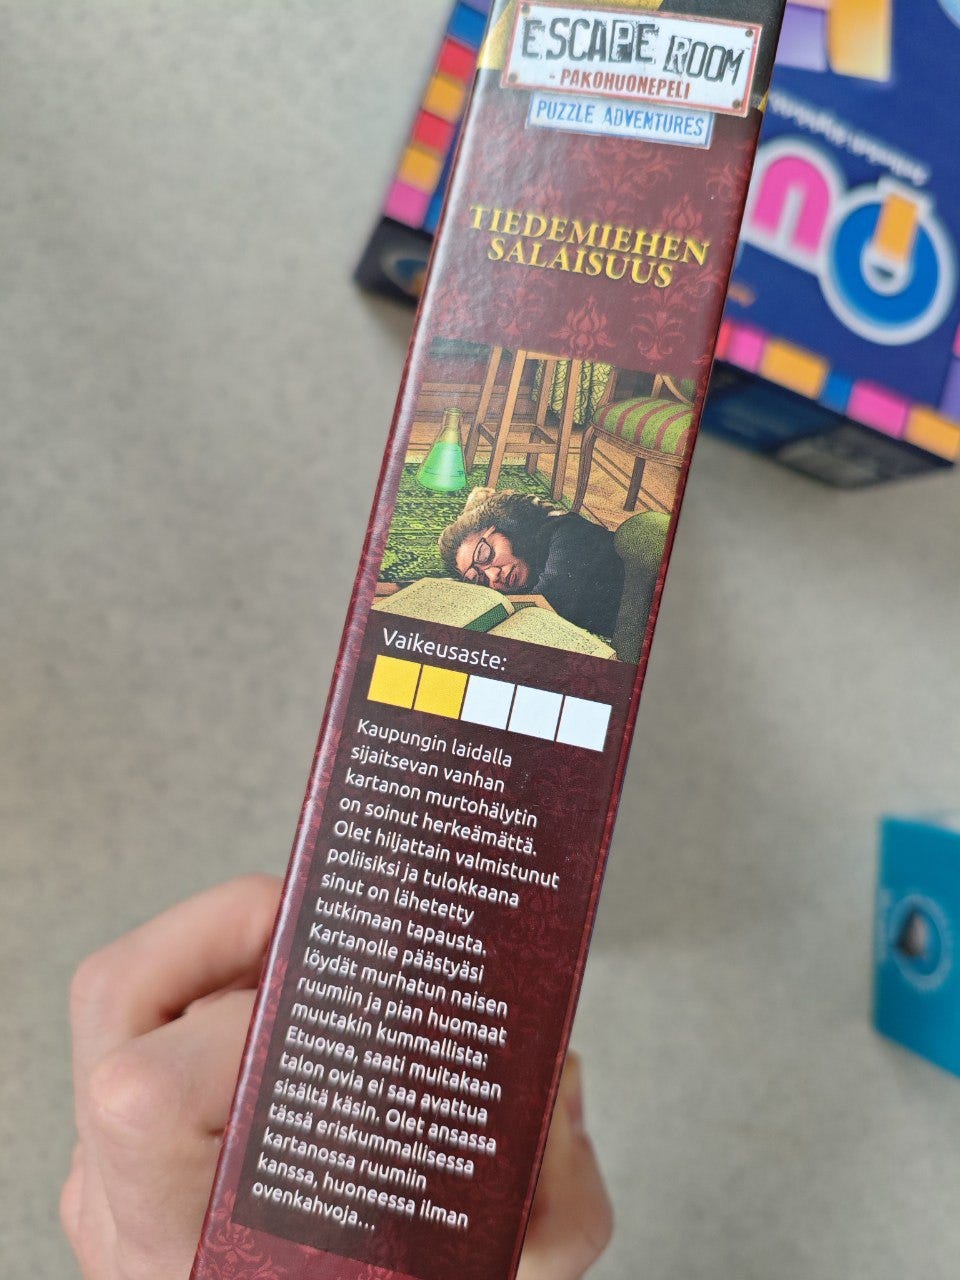 ESCAPE ROOM
- PAKOHUONEPELI
PUZZLE ADVENTURES
TIEDEMIEHEN
SALAISUUS
Vaikeusaste:
Kaupungin laidalla
sijaitsevan vanhan
kartanon murtohälytin
on soinut herkeämättä.
Olet hiljattain valmistunut
poliisiksi ja tulokkaana
sinut on lähetetty
tutkimaan tapausta.
Kartanolle päästyäsi
löydät murhatun naisen
ruumiin ja pian huomaat
muutakin kummallista:
Etuovea, saati muitakaan
talon ovia ei saa avattua
sisältä käsin. Olet ansassa
tässä eriskummallisessa
kartanossa ruumiin
kanssa, huoneessa ilman
ovenkahvoja...